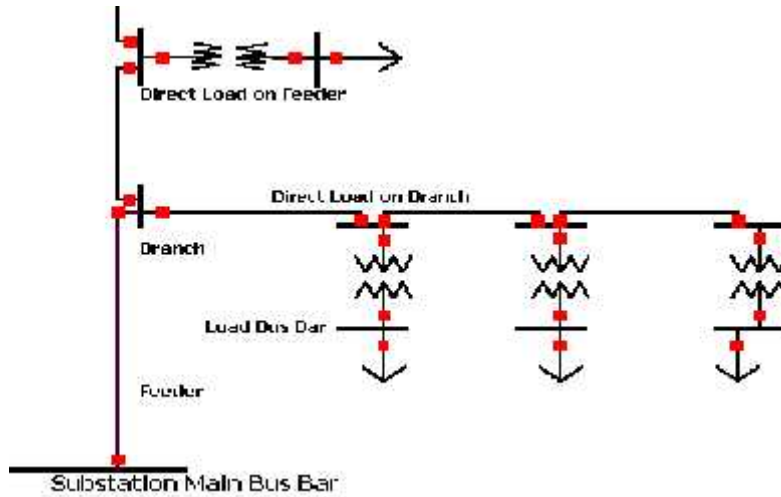 Direct Load on Feeder
Direct Load on Branch
Branch
Load Bus Bar
Feeder
Substation Main Bus Bar